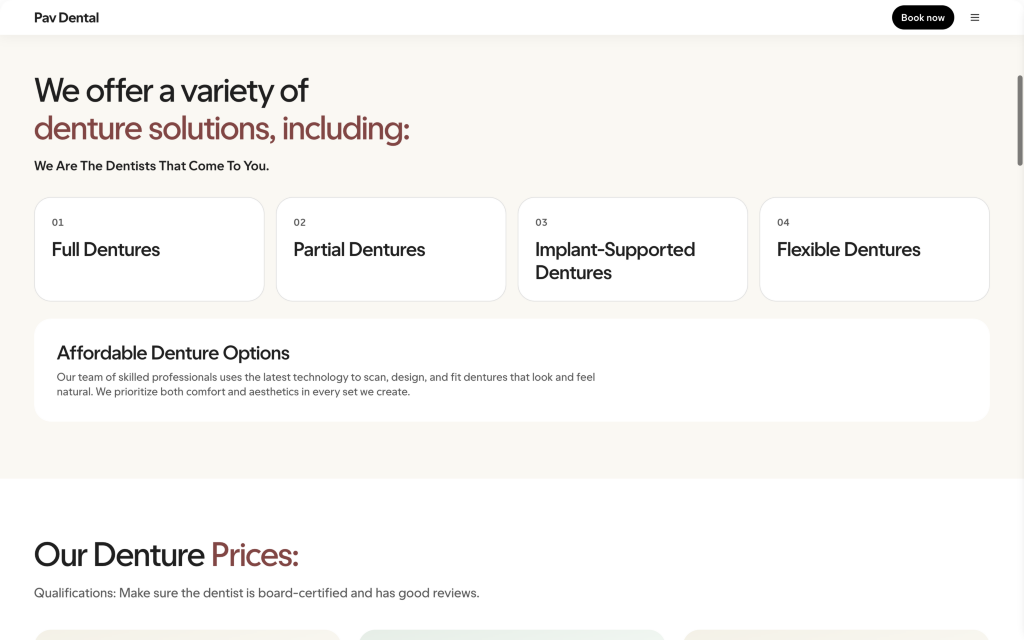 Pav Dental
Book now
We offer a variety of
denture solutions, including:
We Are The Dentists That Come To You.
01
Full Dentures
02
Partial Dentures
03
Implant-Supported
Dentures
04
Flexible Dentures
Affordable Denture Options
Our team of skilled professionals uses the latest technology to scan, design, and fit dentures that look and feel
natural. We prioritize both comfort and aesthetics in every set we create.
Our Denture Prices:
Qualifications: Make sure the dentist is board-certified and has good reviews.